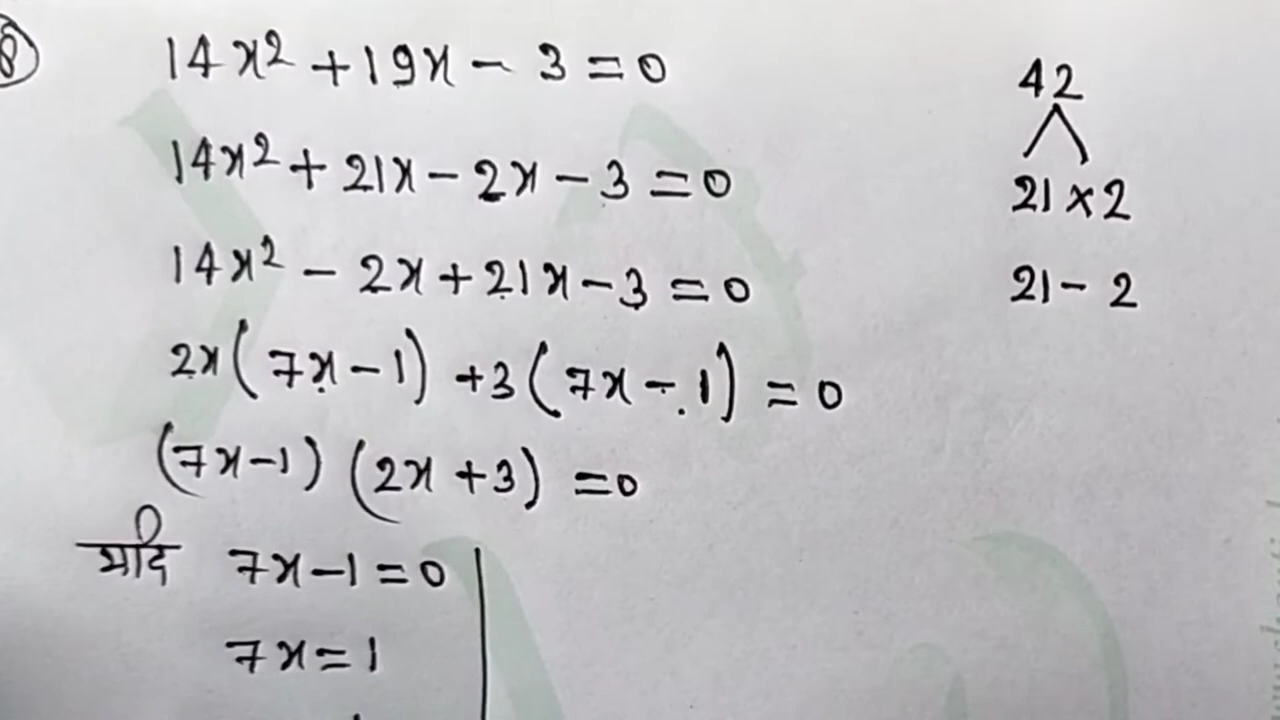 8
14x² + 19x - 3 = 0
14x² + 21x - 2x - 3 = 0
14x² - 2x + 21x - 3 = 0
2x(7x - 1) + 3(7x - 1) = 0
(7x - 1) (2x + 3) = 0
यदि 7x - 1 = 0
7x = 1
42
21 × 2
21 - 2